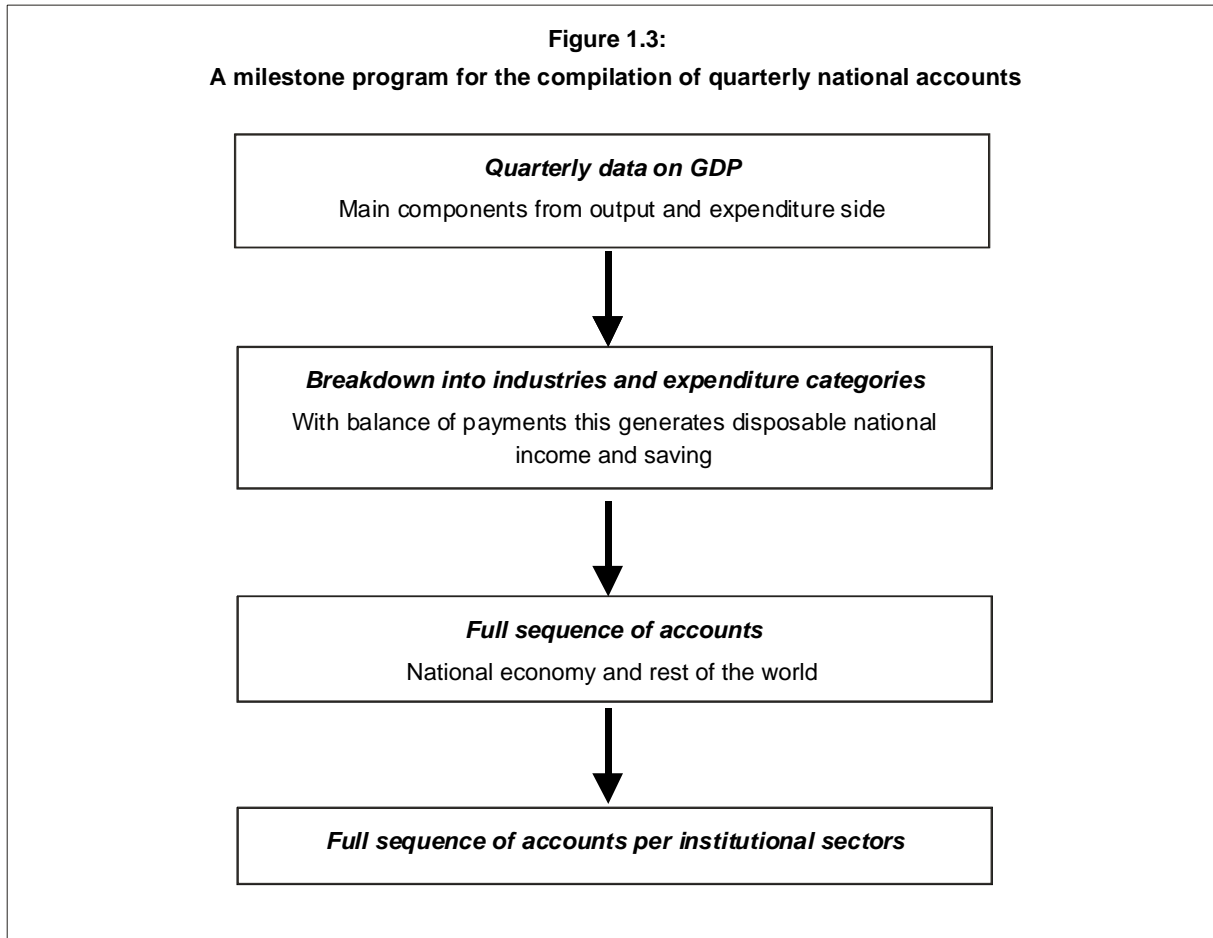 Figure 1.3:
A milestone program for the compilation of quarterly national accounts
Quarterly data on GDP
Main components from output and expenditure side
Breakdown into industries and expenditure categories
With balance of payments this generates disposable national
income and saving
Full sequence of accounts
National economy and rest of the world
Full sequence of accounts per institutional sectors